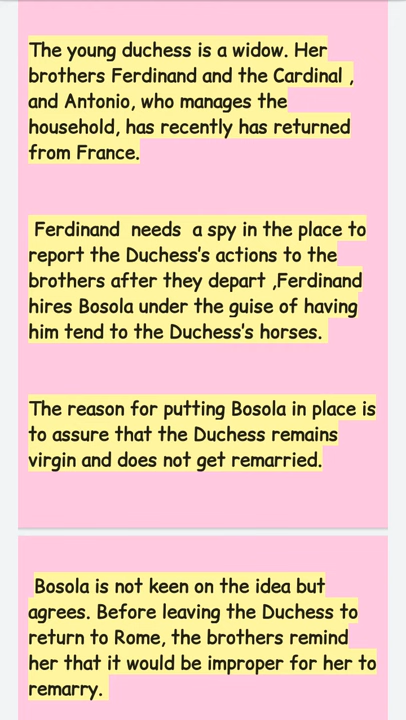 The young duchess is a widow. Her
brothers Ferdinand and the Cardinal ,
and Antonio, who manages the
household, has recently has returned
from France.
Ferdinand needs a spy in the place to
report the Duchess's actions to the
brothers after they depart ,Ferdinand
hires Bosola under the guise of having
him tend to the Duchess's horses.
The reason for putting Bosola in place is
to assure that the Duchess remains
virgin and does not get remarried.
Bosola is not keen on the idea but
agrees. Before leaving the Duchess to
return to Rome, the brothers remind
her that it would be improper for her to
remarry.